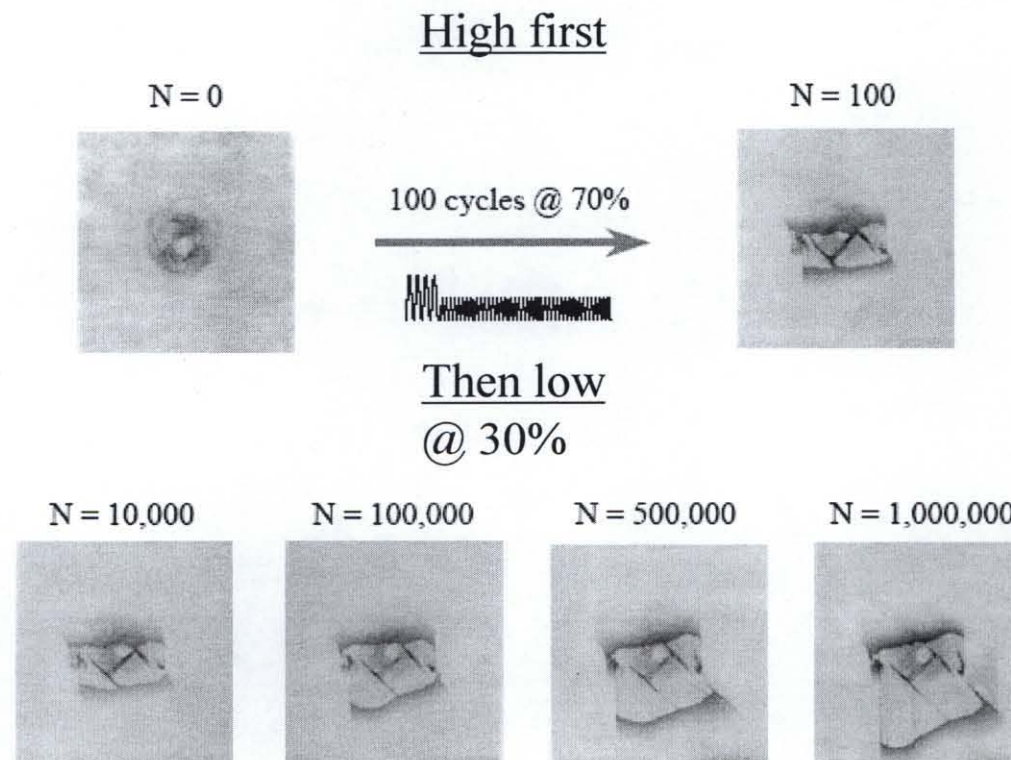 High first
N = 0
N = 100
100 cycles @ 70%
Then low
@ 30%
N = 10,000
N = 100,000
N = 500,000
N = 1,000,000